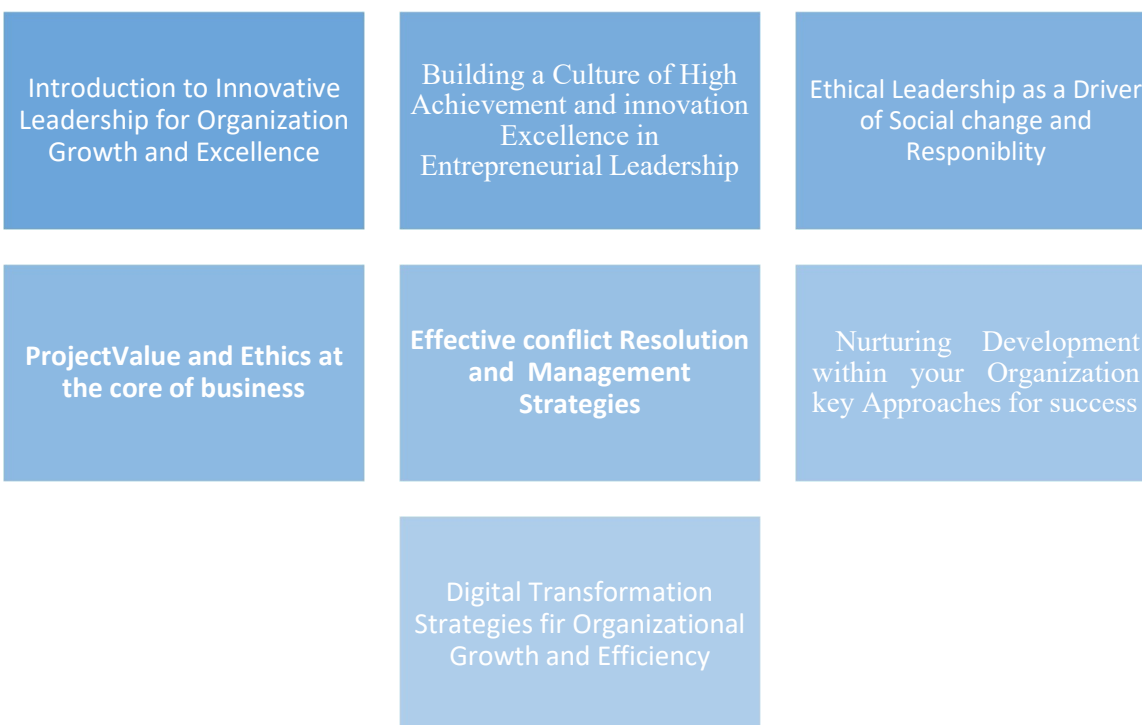 Introduction to Innovative
Leadership for Organization
Growth and Excellence
Building a Culture of High
Achievement and innovation
Excellence in
Entrepreneurial Leadership
Ethical Leadership as a Driver
of Social change and
Responiblity
ProjectValue and Ethics at
the core of business
Effective conflict Resolution
and Management
Strategies
Nurturing Development
within your Organization
key Approaches for success
Digital Transformation
Strategies fir Organizational
Growth and Efficiency